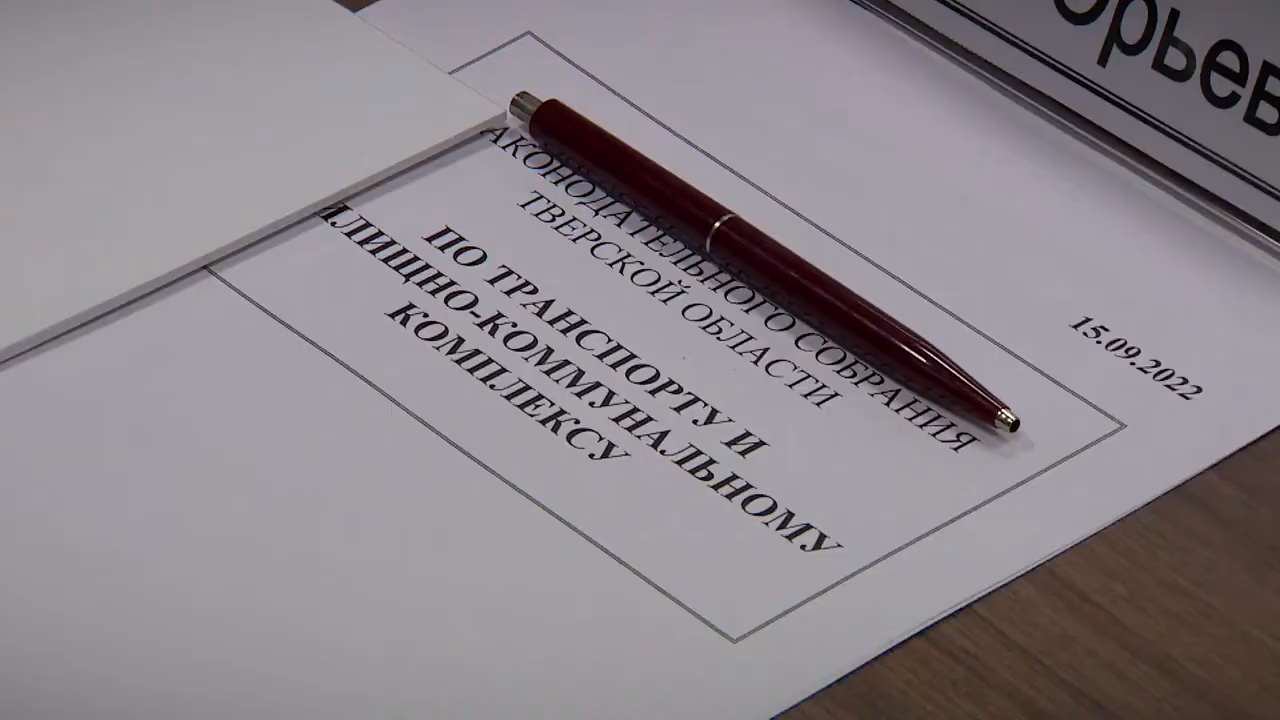 орьев
15.09.2022
АКОНОДАТЕЛЬНОГО СОБРАНИЯ
ТВЕРСКОЙ ОБЛАСТИ
ПО ТРАНСПОРТУ И
ИЛИЩНО-КОММУНАЛЬНОМУ
КОМПЛЕКСУ